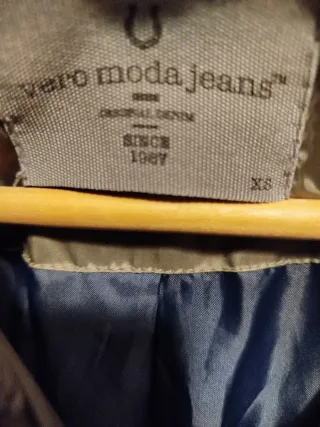 vero moda jeans™
ORIGINAL DENIM
SINCE
1987
XS